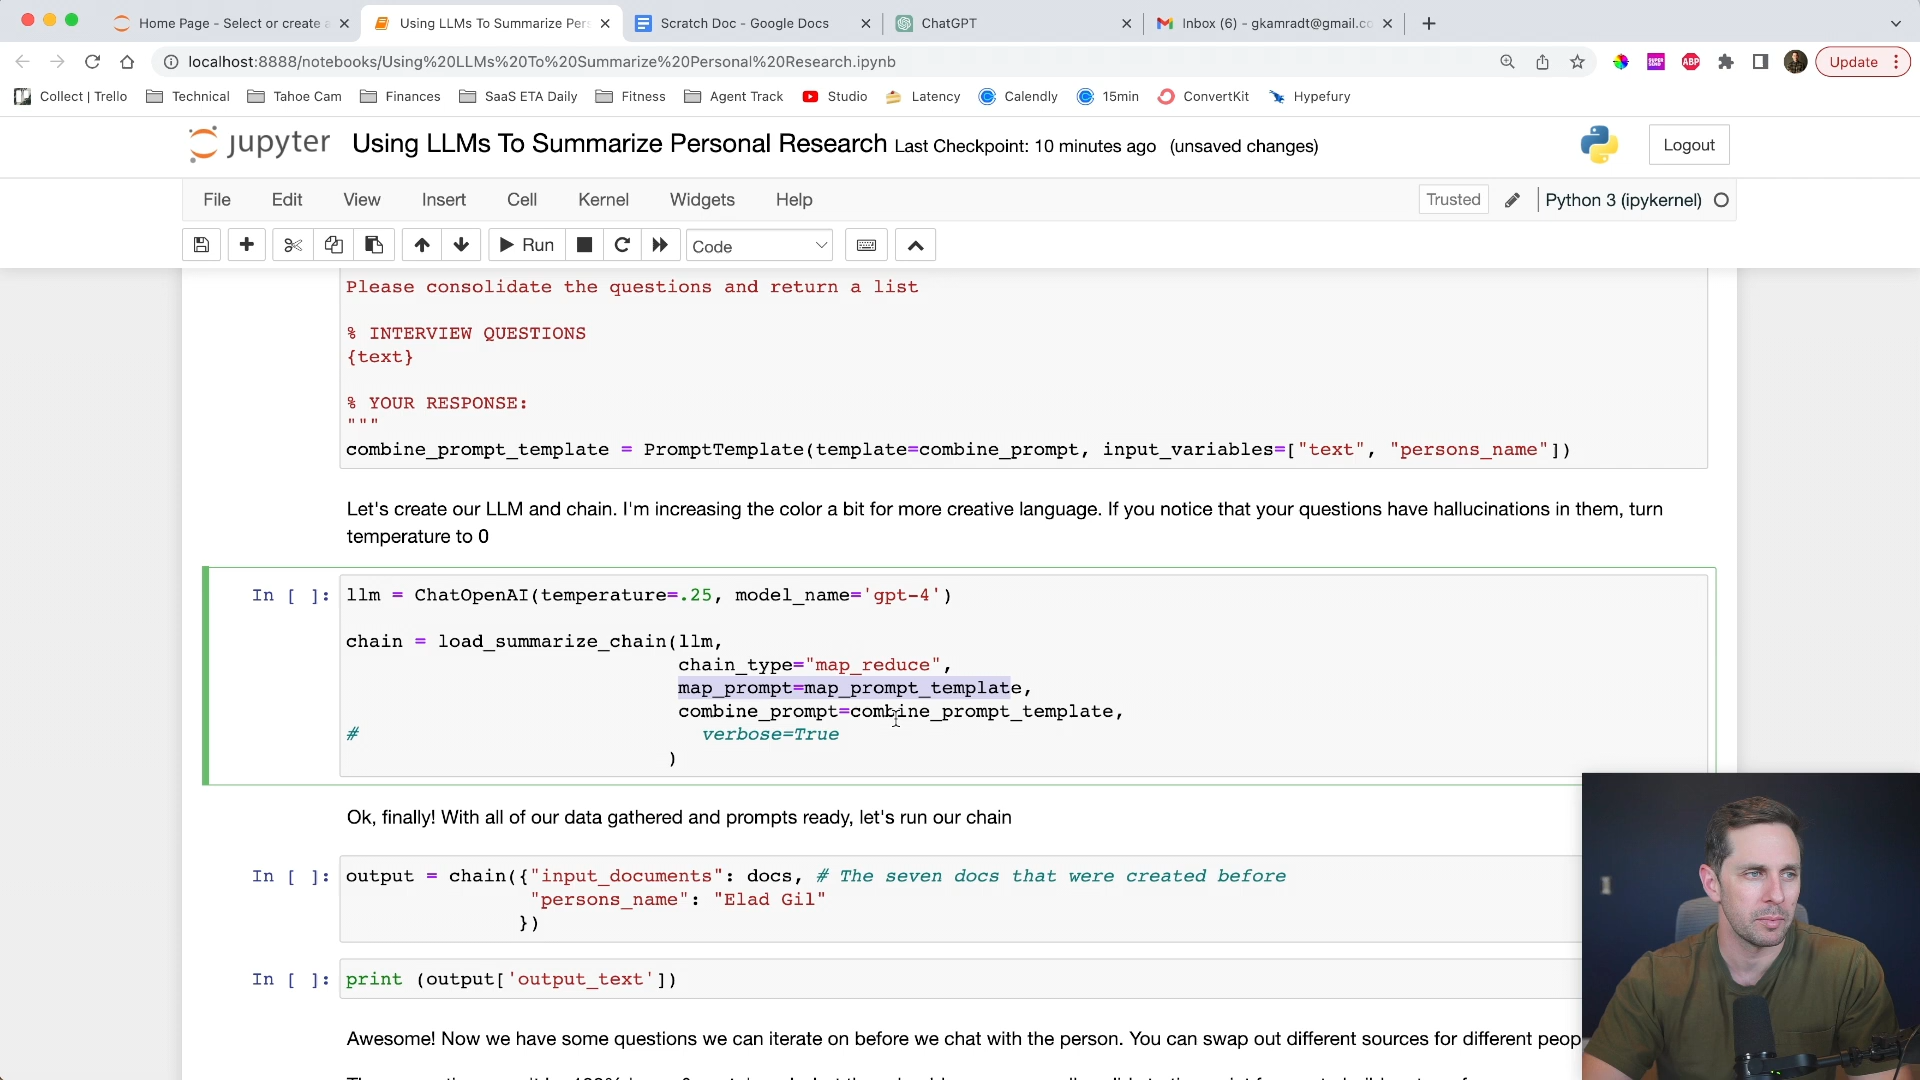 Home Page - Select or create a
Using LLMs To Summarize Pers
Scratch Doc - Google Docs
ChatGPT
Inbox (6) - gkamradt@gmail.co
localhost:8888/notebooks/Using%20LLMs%20To%20Summarize%20Personal%20Research.ipynb
ABP
Update
Collect | Trello
Technical
Tahoe Cam
Finances
SaaS ETA Daily
Fitness
Agent Track
Studio
Latency
Calendly
15min
ConvertKit
Hypefury
jupyter Using LLMs To Summarize Personal Research Last Checkpoint: 10 minutes ago (unsaved changes)
Logout
File Edit View Insert Cell Kernel Widgets Help
Trusted
Python 3 (ipykernel)
Run
Code
Please consolidate the questions and return a list
% INTERVIEW QUESTIONS
{text}
% YOUR RESPONSE:
"""
combine_prompt_template = PromptTemplate(template=combine_prompt, input_variables=["text", "persons_name"])
Let's create our LLM and chain. I'm increasing the color a bit for more creative language. If you notice that your questions have hallucinations in them, turn
temperature to 0
In [ ]: llm = ChatOpenAI(temperature=.25, model_name='gpt-4')
chain = load_summarize_chain(llm,
chain_type="map_reduce",
map_prompt=map_prompt_template,
combine_prompt=combine_prompt_template,
# verbose=True
)
Ok, finally! With all of our data gathered and prompts ready, let's run our chain
In [ ]: output = chain({"input_documents": docs, # The seven docs that were created before
"persons_name": "Elad Gil"
})
In [ ]: print (output['output_text'])
Awesome! Now we have some questions we can iterate on before we chat with the person. You can swap out different sources for different peop